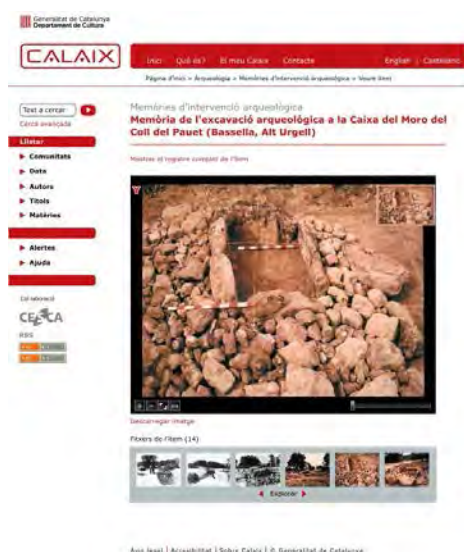 Generalitat de Catalunya
Departament de Cultura
CALAIX
Inici Què és? El meu Calaix Contacte English | Castellano
Pàgina d'inici > Arqueologia > Memòries d'intervenció arqueològica > Veure ítem
Text a cercar
Cerca avançada
Llistar
Comunitats
Data
Autors
Títols
Matèries
Alertes
Ajuda
Col·laboració
CESCA
RSS
Memòries d'intervenció arqueològica
Memòria de l'excavació arqueològica a la Caixa del Moro del
Coll del Pauet (Bassella, Alt Urgell)
Mostrar el registre complet de l'ítem
Descarregar imatge
Fitxers de l'ítem (14)
Explorar
Avís legal | Accessibilitat | Sobre Calaix | © Generalitat de Catalunya